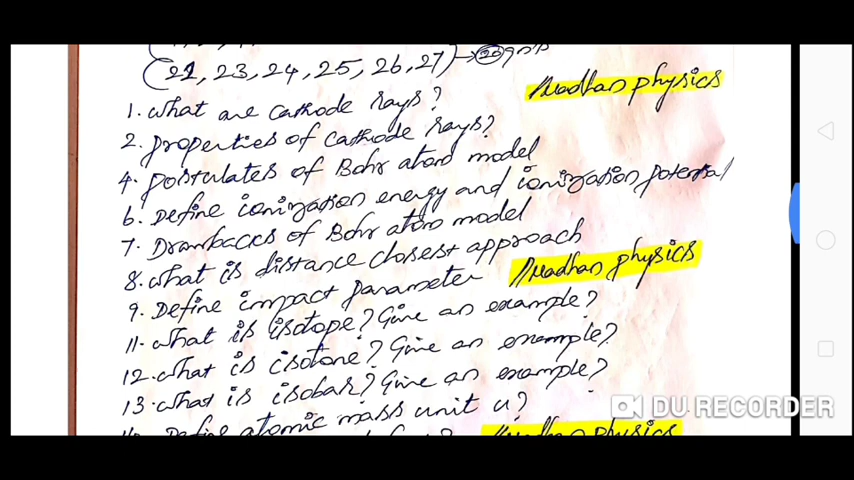 (21, 23, 24, 25, 26, 27) →
Madhan physics
1. What are cathode rays?
2. properties of cathode rays?
4. postulates of Bohr atom model
6. Define ionization energy and ionization potential
7. Drawbacks of Bohr atom model
8. What is distance closest approach
Madhan physics
9. Define impact parameter
11. What is isotope? Give an example?
12. What is isotone? Give an example?
13. What is isobar? Give an example?
Define atomic mass unit u?
Madhan physics
DU RECORDER